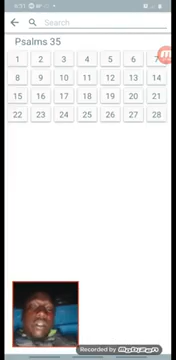 Search
Psalms 35
1 2 3 4 5 6 7
8 9 10 11 12 13 14
15 16 17 18 19 20 21
22 23 24 25 26 27 28
Recorded by